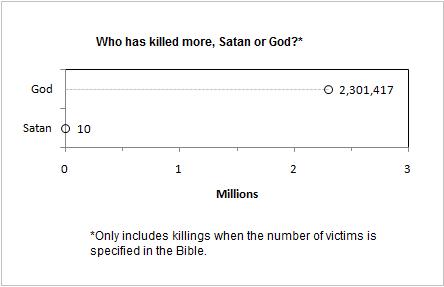 Who has killed more, Satan or God?*
God
2,301,417
Satan
10
0 1 2 3
Millions
*Only includes killings when the number of victims is
specified in the Bible.